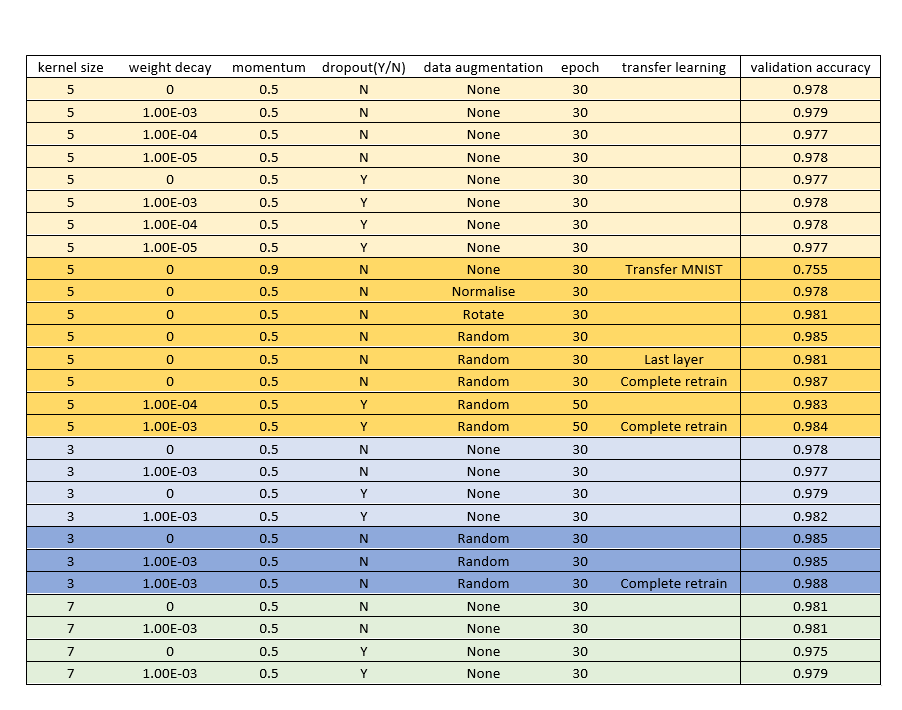 kernel size weight decay momentum dropout(Y/N) data augmentation epoch transfer learning validation accuracy
5 0 0.5 N None 30 0.978
5 1.00E-03 0.5 N None 30 0.979
5 1.00E-04 0.5 N None 30 0.977
5 1.00E-05 0.5 N None 30 0.978
5 0 0.5 Y None 30 0.977
5 1.00E-03 0.5 Y None 30 0.978
5 1.00E-04 0.5 Y None 30 0.978
5 1.00E-05 0.5 Y None 30 0.977
5 0 0.9 N None 30 Transfer MNIST 0.755
5 0 0.5 N Normalise 30 0.978
5 0 0.5 N Rotate 30 0.981
5 0 0.5 N Random 30 0.985
5 0 0.5 N Random 30 Last layer 0.981
5 0 0.5 N Random 30 Complete retrain 0.987
5 1.00E-04 0.5 Y Random 50 0.983
5 1.00E-03 0.5 Y Random 50 Complete retrain 0.984
3 0 0.5 N None 30 0.978
3 1.00E-03 0.5 N None 30 0.977
3 0 0.5 Y None 30 0.979
3 1.00E-03 0.5 Y None 30 0.982
3 0 0.5 N Random 30 0.985
3 1.00E-03 0.5 N Random 30 0.985
3 1.00E-03 0.5 N Random 30 Complete retrain 0.988
7 0 0.5 N None 30 0.981
7 1.00E-03 0.5 N None 30 0.981
7 0 0.5 Y None 30 0.975
7 1.00E-03 0.5 Y None 30 0.979